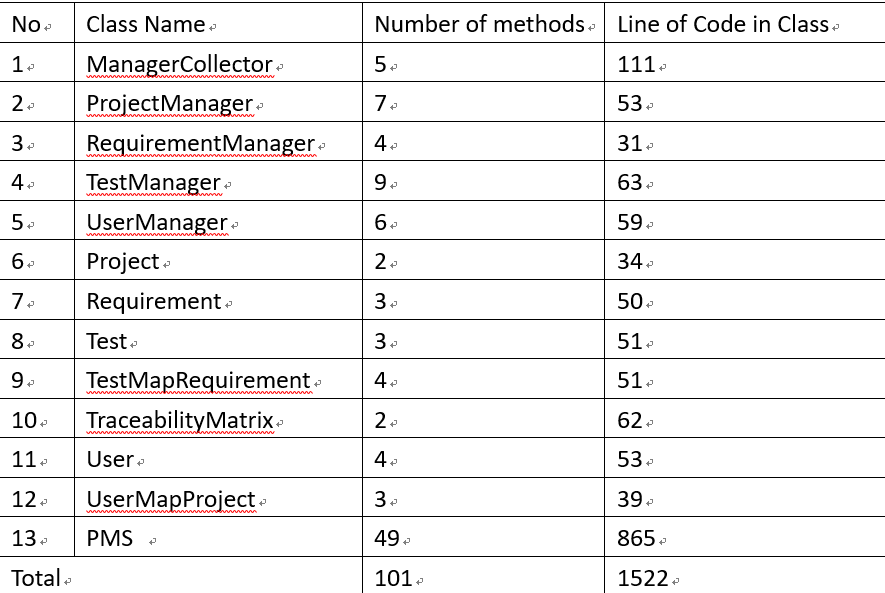 No Class Name Number of methods Line of Code in Class
1 ManagerCollector 5 111
2 ProjectManager 7 53
3 RequirementManager 4 31
4 TestManager 9 63
5 UserManager 6 59
6 Project 2 34
7 Requirement 3 50
8 Test 3 51
9 TestMapRequirement 4 51
10 TraceabilityMatrix 2 62
11 User 4 53
12 UserMapProject 3 39
13 PMS 49 865
Total 101 1522